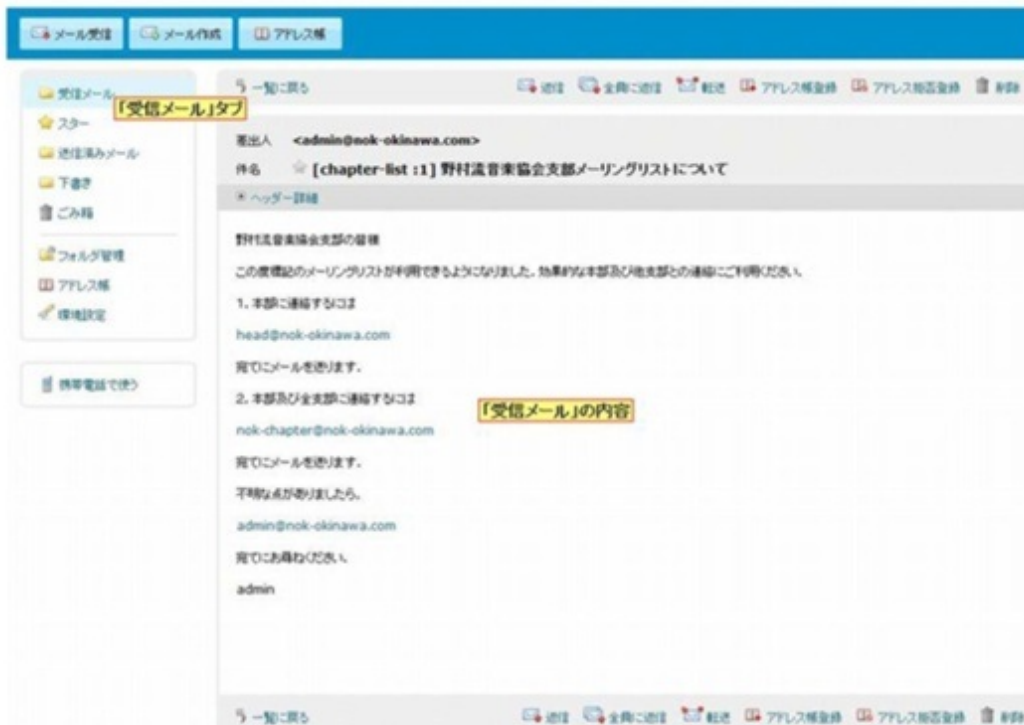 メール受信 メール作成 アドレス帳
受信メール
「受信メール」タブ
スター
送信済みメール
下書き
ごみ箱
フォルダ管理
アドレス帳
環境設定
携帯電話で使う
一覧に戻る 送信 全員に送信 転送 アドレス帳登録 アドレス拒否登録 削除
差出人 <admin@nok-okinawa.com>
件名 [chapter-list :1] 野村流音楽協会支部メーリングリストについて
ヘッダー詳細
野村流音楽協会支部の皆様
この度標記のメーリングリストが利用できるようになりました。効果的な本部及び他支部との連絡にご利用ください。
1. 本部に連絡するには
head@nok-okinawa.com
宛てにメールを送ります。
2. 本部及び全支部に連絡するには
「受信メール」の内容
nok-chapter@nok-okinawa.com
宛てにメールを送ります。
不明な点がありましたら。
admin@nok-okinawa.com
宛てにお尋ねください。
admin
一覧に戻る 送信 全員に送信 転送 アドレス帳登録 アドレス拒否登録 削除